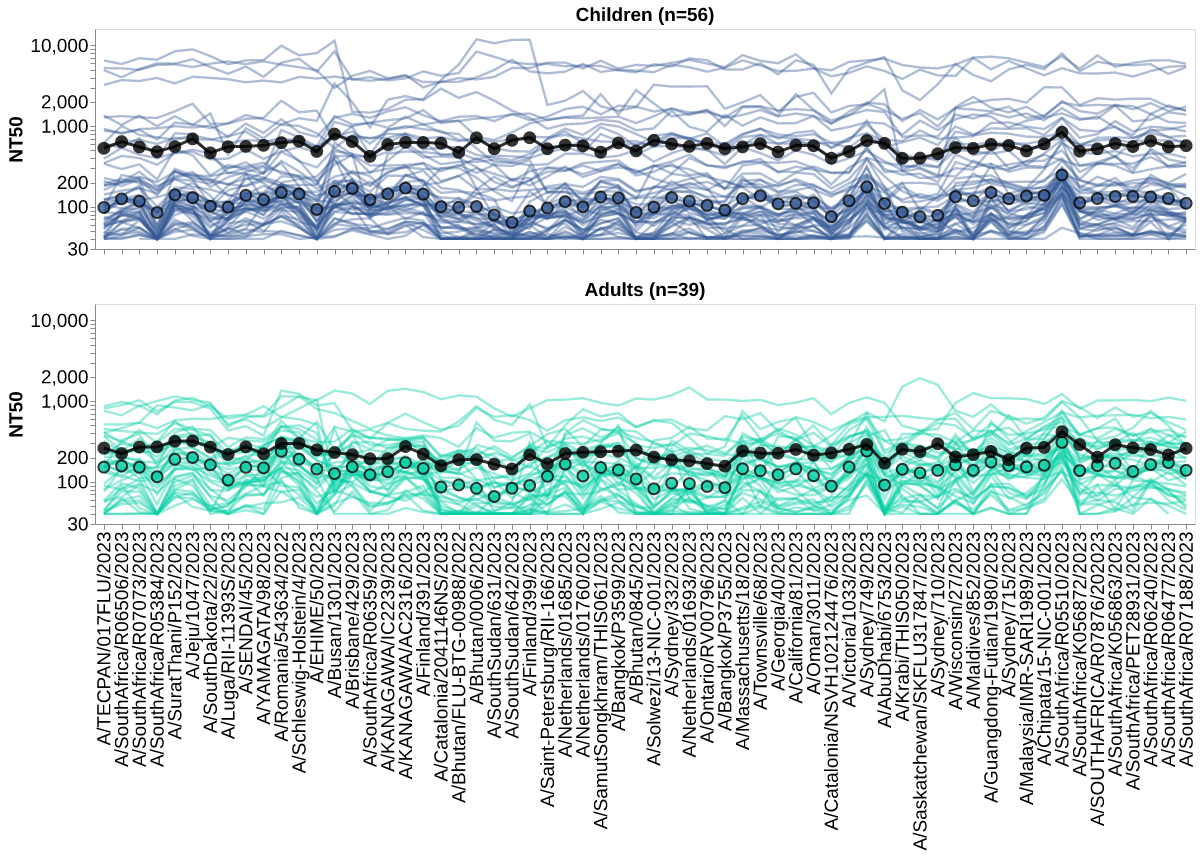 Children (n=56)
10,000
2,000
1,000
200
100
30
NT50
Adults (n=39)
10,000
2,000
1,000
200
100
30
NT50
A/TECPAN/017FLU/2023
A/SouthAfrica/R06506/2023
A/SouthAfrica/R07073/2023
A/SouthAfrica/R05384/2023
A/SuratThani/P152/2023
A/Jeju/1047/2023
A/SouthDakota/22/2023
A/Luga/RII-11393S/2023
A/SENDAI/45/2023
A/YAMAGATA/98/2023
A/Romania/543634/2022
A/Schleswig-Holstein/4/2023
A/EHIME/50/2023
A/Busan/1301/2023
A/Brisbane/429/2023
A/SouthAfrica/R06359/2023
A/KANAGAWA/IC2239/2023
A/KANAGAWA/AC2316/2023
A/Finland/391/2023
A/Catalonia/2041146NS/2023
A/Bhutan/FLU-BTG-00988/2022
A/Bhutan/0006/2023
A/SouthSudan/631/2023
A/SouthSudan/642/2023
A/Finland/399/2023
A/Saint-Petersburg/RII-166/2023
A/Netherlands/01685/2023
A/Netherlands/01760/2023
A/SamutSongkhram/THIS061/2023
A/Bangkok/P3599/2023
A/Bhutan/0845/2023
A/Solwezi/13-NIC-001/2023
A/Sydney/332/2023
A/Netherlands/01693/2023
A/Ontario/RV00796/2023
A/Bangkok/P3755/2023
A/Massachusetts/18/2022
A/Townsville/68/2023
A/Georgia/40/2023
A/California/81/2023
A/Oman/3011/2023
A/Catalonia/NSVH102124476/2023
A/Victoria/1033/2023
A/Sydney/749/2023
A/AbuDhabi/6753/2023
A/Krabi/THIS050/2023
A/Saskatchewan/SKFLU317847/2023
A/Sydney/710/2023
A/Wisconsin/27/2023
A/Maldives/852/2023
A/Guangdong-Futian/1980/2023
A/Sydney/715/2023
A/Malaysia/IMR-SARI989/2023
A/Chipata/15-NIC-001/2023
A/SouthAfrica/R05510/2023
A/SouthAfrica/K056872/2023
A/SOUTHAFRICA/R07876/2023
A/SouthAfrica/K056863/2023
A/SouthAfrica/PET28931/2023
A/SouthAfrica/R06240/2023
A/SouthAfrica/R06477/2023
A/SouthAfrica/R07188/2023